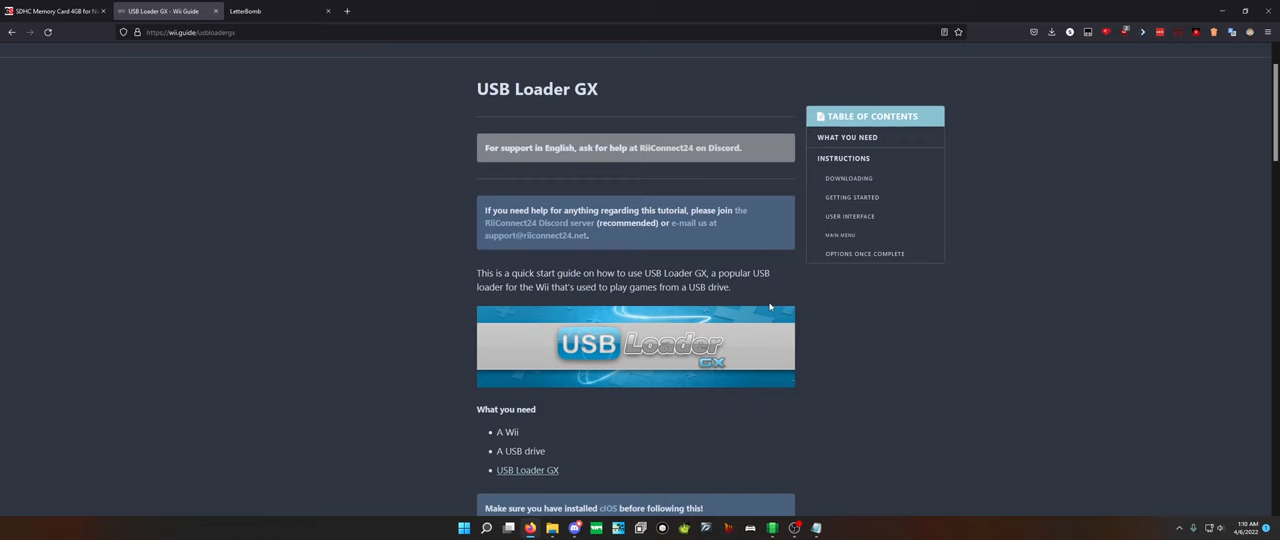 SDHC Memory Card 4GB for N
USB Loader GX - Wii Guide
LetterBomb
https://wii.guide/usbloadergx
USB Loader GX
For support in English, ask for help at RiiConnect24 on Discord.
If you need help for anything regarding this tutorial, please join the
RiiConnect24 Discord server (recommended) or e-mail us at
support@riiconnect24.net.
This is a quick start guide on how to use USB Loader GX, a popular USB
loader for the Wii that's used to play games from a USB drive.
USB Loader GX
What you need
A Wii
A USB drive
USB Loader GX
Make sure you have installed cIOS before following this!
TABLE OF CONTENTS
WHAT YOU NEED
INSTRUCTIONS
DOWNLOADING
GETTING STARTED
USER INTERFACE
MAIN MENU
OPTIONS ONCE COMPLETE
1:10 AM
4/6/2022